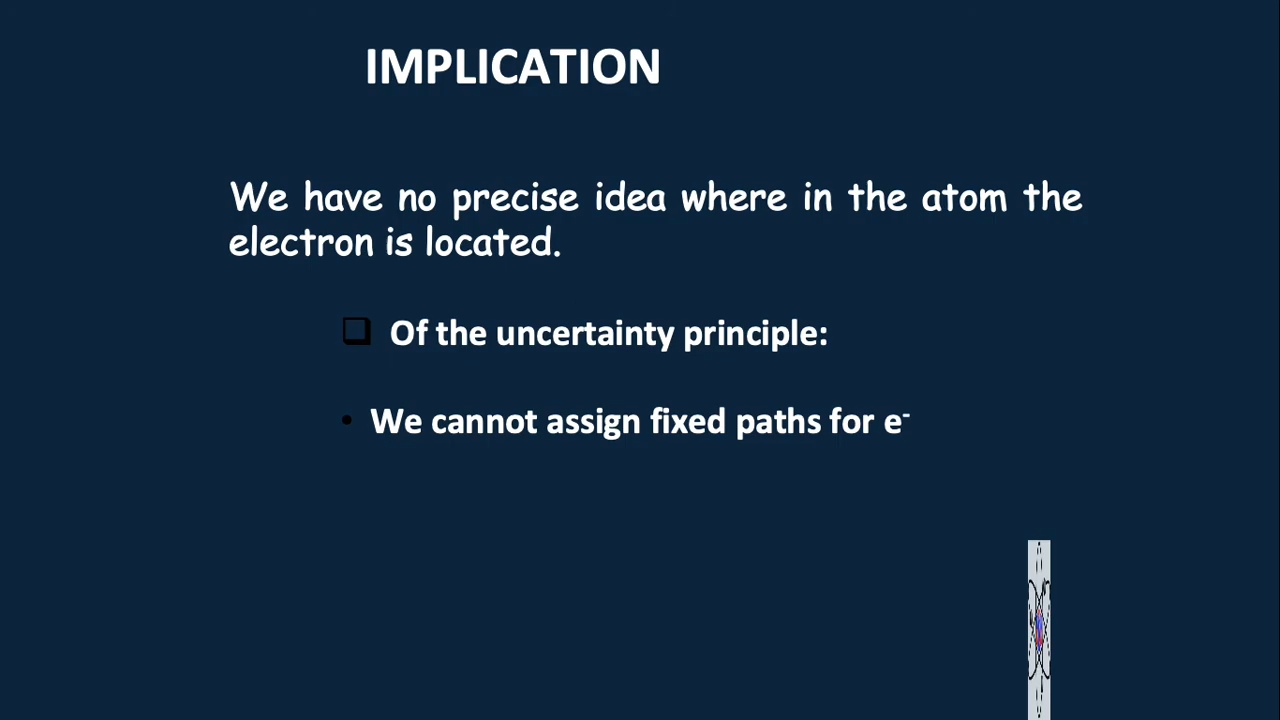 IMPLICATION
We have no precise idea where in the atom the
electron is located.
❑ Of the uncertainty principle:
• We cannot assign fixed paths for e⁻